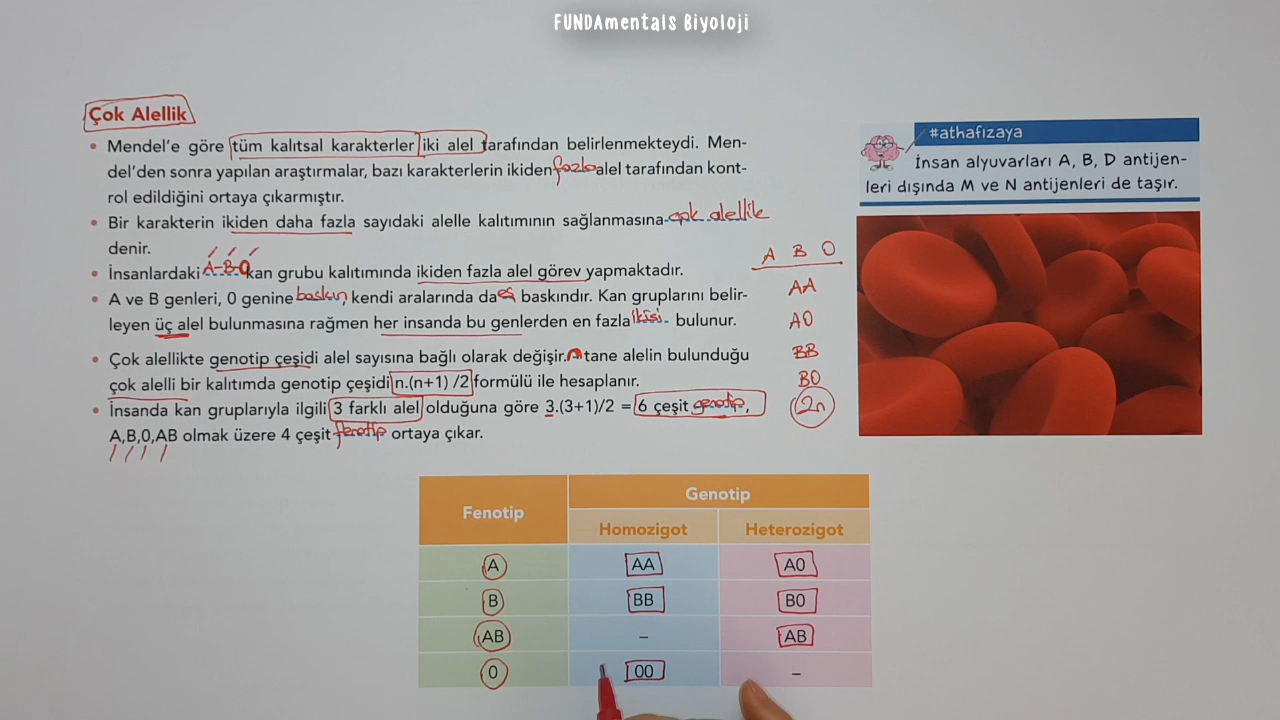 FUNDAmentals Biyoloji
Çok Alellik
• Mendel'e göre tüm kalıtsal karakterler iki alel tarafından belirlenmekteydi. Men-
del'den sonra yapılan araştırmalar, bazı karakterlerin ikiden fazla alel tarafından kont-
rol edildiğini ortaya çıkarmıştır.
• Bir karakterin ikiden daha fazla sayıdaki alelle kalıtımının sağlanmasına çok alellik
denir.
• İnsanlardaki A-B-0 kan grubu kalıtımında ikiden fazla alel görev yapmaktadır.
• A ve B genleri, 0 genine baskın, kendi aralarında da eş baskındır. Kan gruplarını belir-
leyen üç alel bulunmasına rağmen her insanda bu genlerden en fazla ikisi bulunur.
• Çok alellikte genotip çeşidi alel sayısına bağlı olarak değişir. n tane alelin bulunduğu
çok alelli bir kalıtımda genotip çeşidi n.(n+1) /2 formülü ile hesaplanır.
• İnsanda kan gruplarıyla ilgili 3 farklı alel olduğuna göre 3.(3+1)/2 = 6 çeşit genotip,
A,B,0,AB olmak üzere 4 çeşit fenotip ortaya çıkar.
A B 0
AA
A0
BB
B0
2n
#athafızaya
İnsan alyuvarları A, B, D antijen-
leri dışında M ve N antijenleri de taşır.
Fenotip Genotip
Homozigot Heterozigot
A AA A0
B BB B0
AB – AB
0 00 –